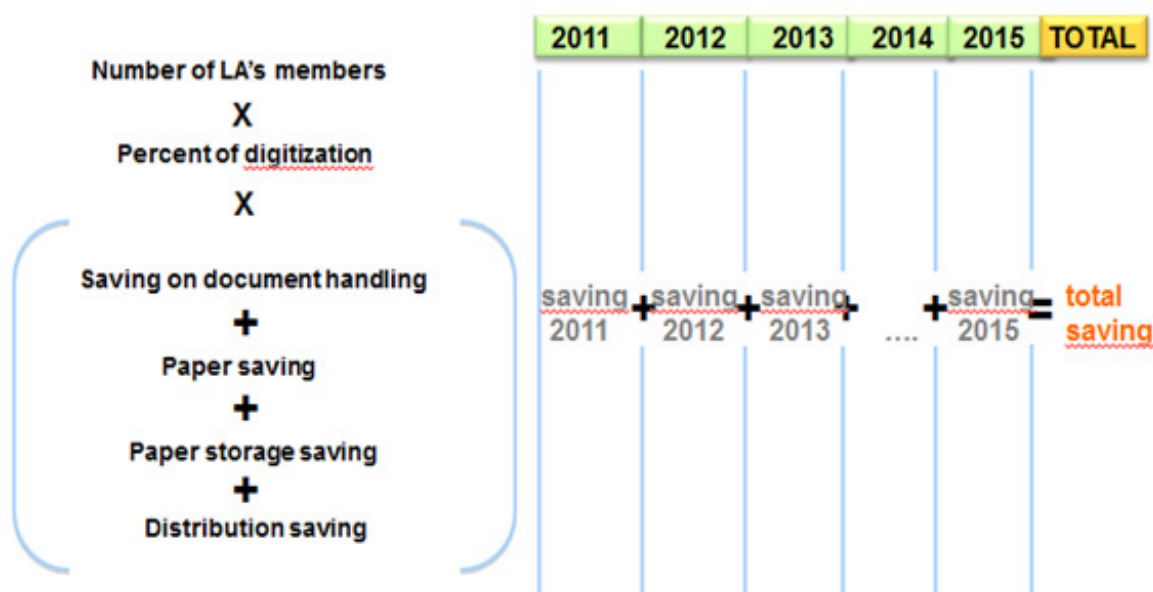 Number of LA's members
X
Percent of digitization
X
Saving on document handling
+
Paper saving
+
Paper storage saving
+
Distribution saving
2011 2012 2013 2014 2015 TOTAL
saving + saving + saving + + saving = total
2011 2012 2013 .... 2015 saving